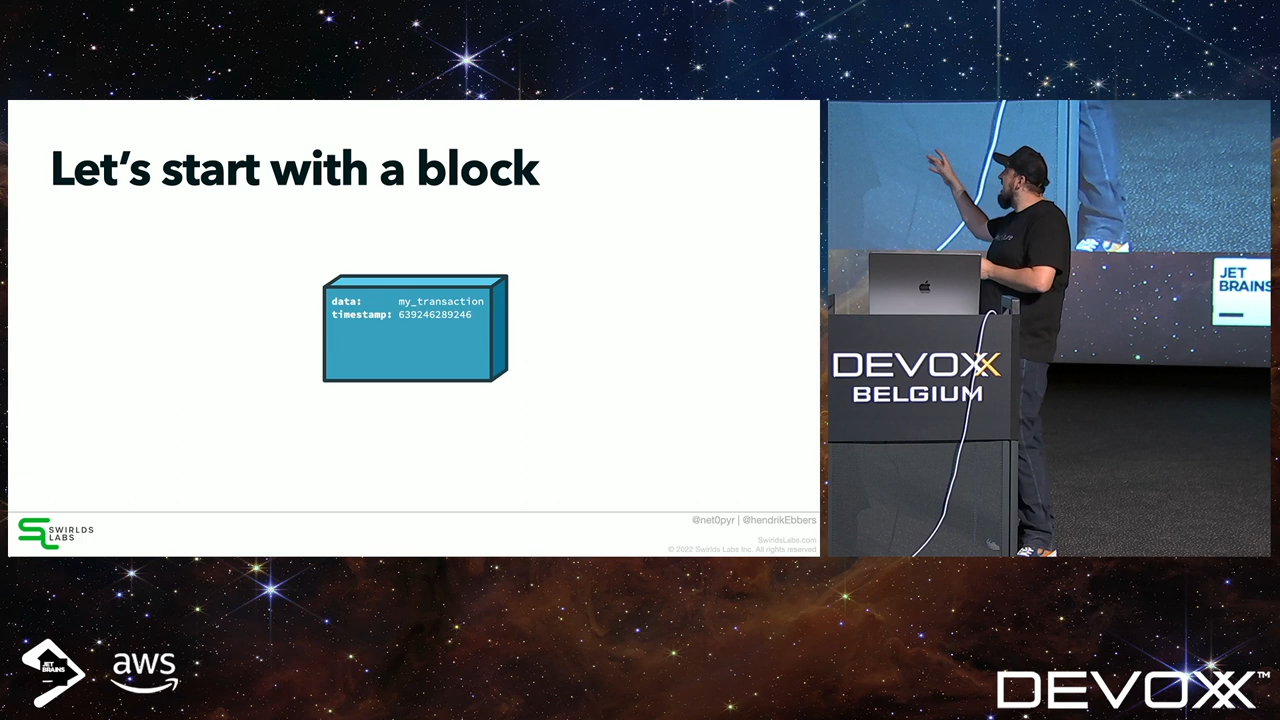 Let's start with a block
data: my_transaction
timestamp: 639246289246
SWIRLDS
LABS
@net0pyr | @hendrikEbbers
SwirldsLabs.com
© 2022 Swirlds Labs Inc. All rights reserved
JET
BRAINS
DEVOXX
BELGIUM
JET
BRAINS
aws
DEVOXX™